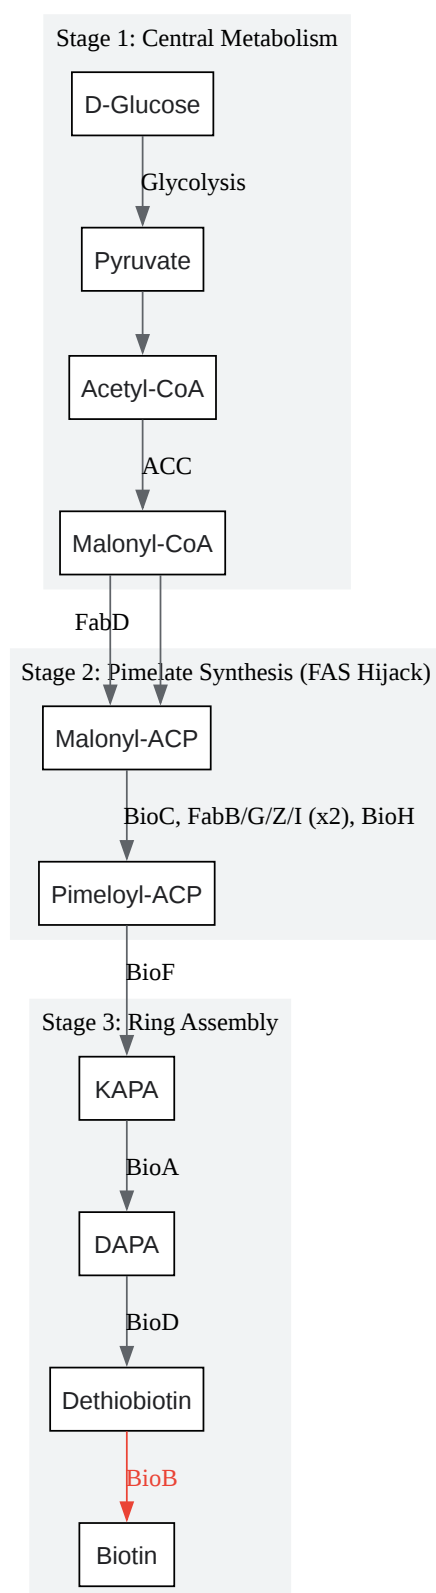 Stage 1: Central Metabolism
D-Glucose
Glycolysis
Pyruvate
Acetyl-CoA
ACC
Malonyl-CoA
FabD
Stage 2: Pimelate Synthesis (FAS Hijack)
Malonyl-ACP
BioC, FabB/G/Z/I (x2), BioH
Pimeloyl-ACP
BioF
Stage 3: Ring Assembly
KAPA
BioA
DAPA
BioD
Dethiobiotin
BioB
Biotin